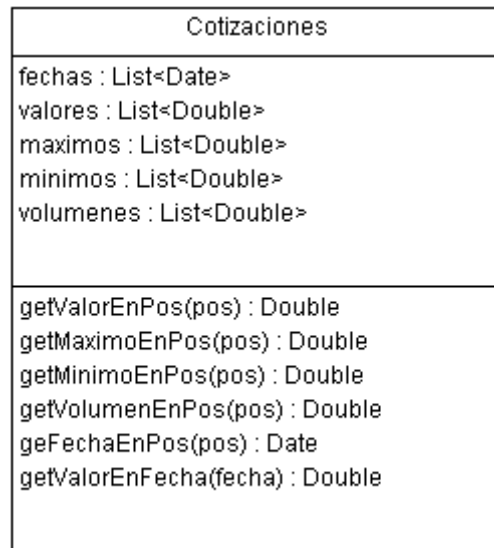 Cotizaciones
fechas : List<Date>
valores : List<Double>
maximos : List<Double>
minimos : List<Double>
volumenes : List<Double>
getValorEnPos(pos) : Double
getMaximoEnPos(pos) : Double
getMinimoEnPos(pos) : Double
getVolumenEnPos(pos) : Double
geFechaEnPos(pos) : Date
getValorEnFecha(fecha) : Double